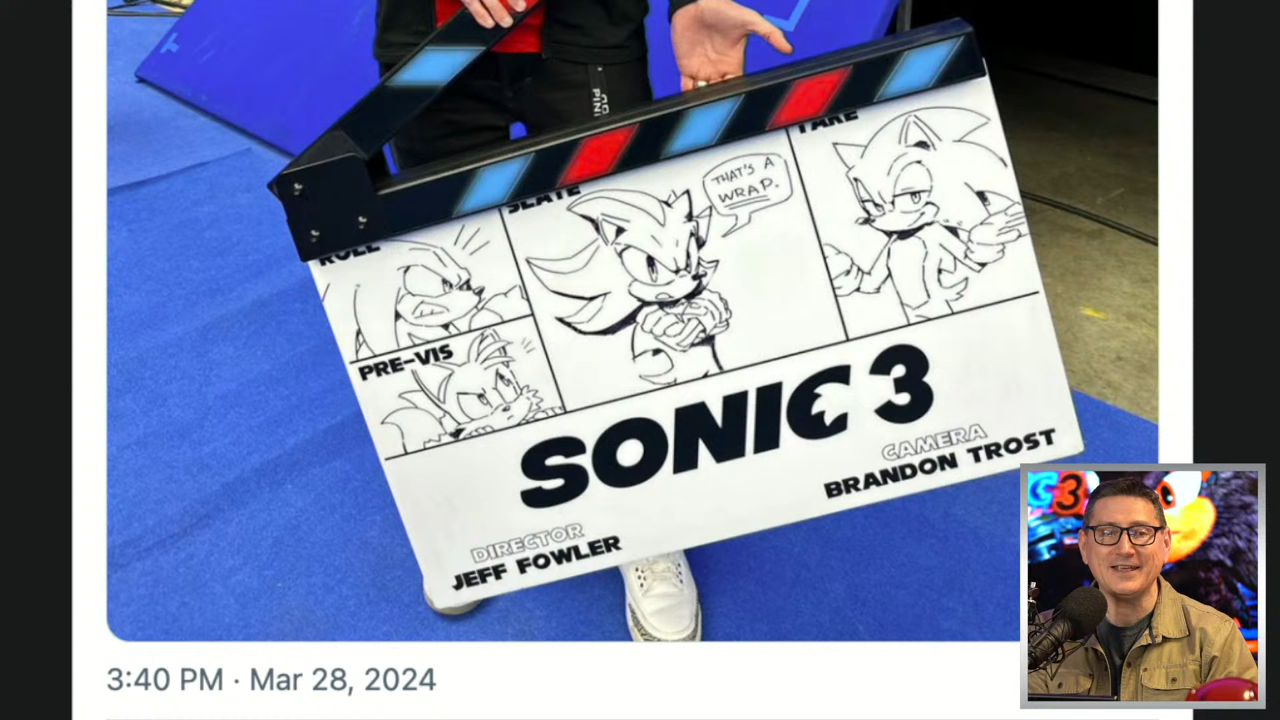 THAT'S A
WRAP.
TAKE
SLATE
ROLL
PRE-VIS
SONIC 3
CAMERA
BRANDON TROST
DIRECTOR
JEFF FOWLER
3:40 PM · Mar 28, 2024
C3